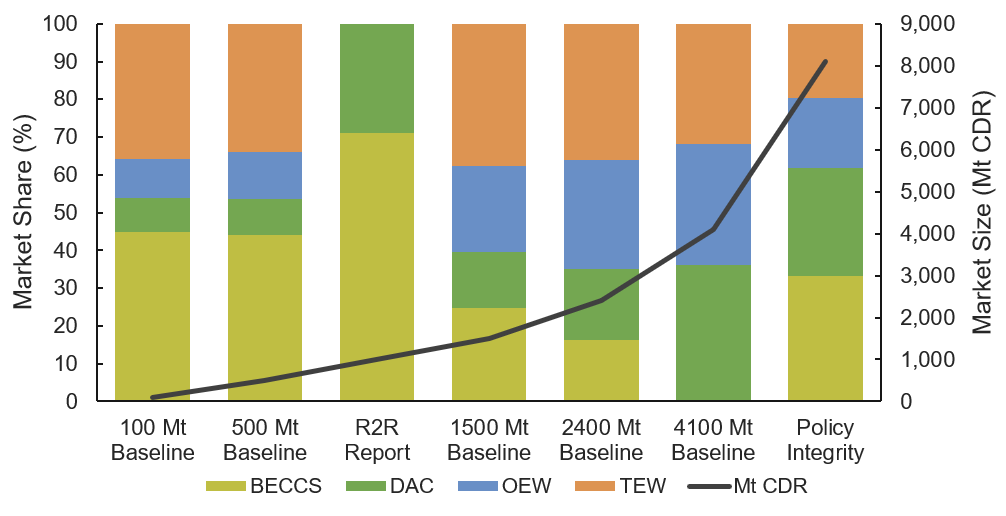 Market Share (%)
100
90
80
70
60
50
40
30
20
10
0
9,000
8,000
7,000
6,000
5,000
4,000
3,000
2,000
1,000
0
Market Size (Mt CDR)
100 Mt
Baseline
500 Mt
Baseline
R2R
Report
1500 Mt
Baseline
2400 Mt
Baseline
4100 Mt
Baseline
Policy
Integrity
BECCS DAC OEW TEW Mt CDR